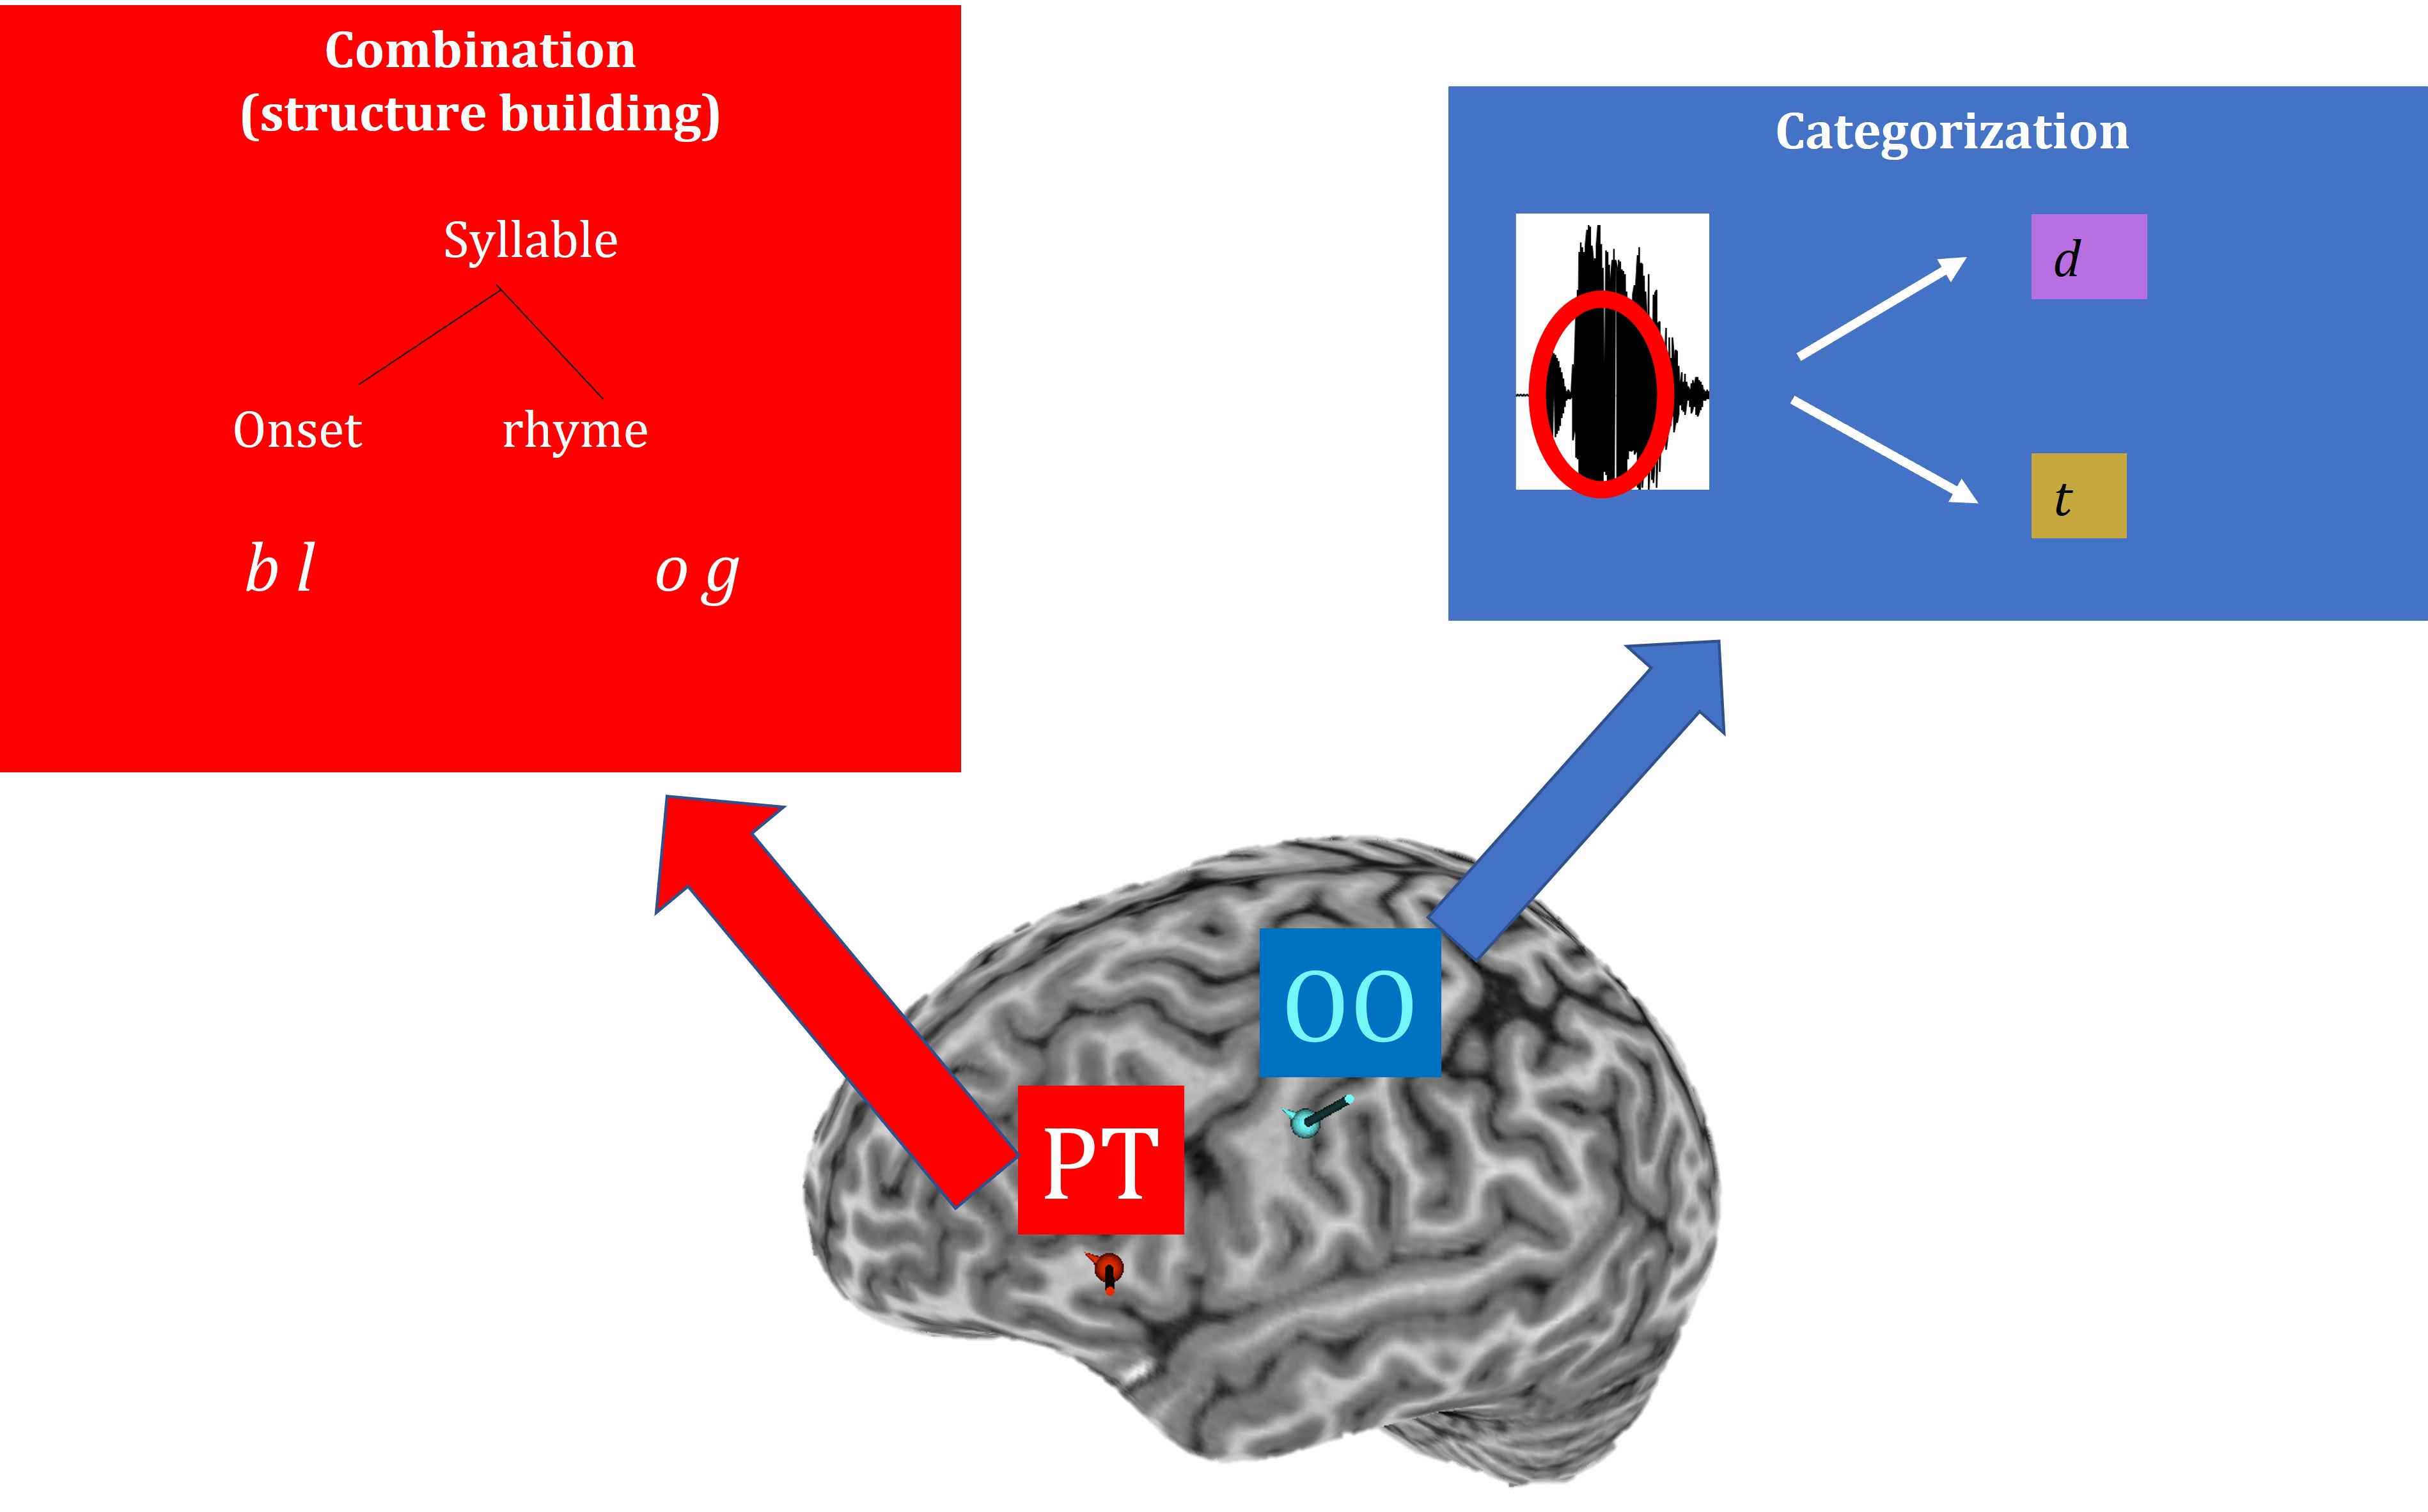 Combination
(structure building)
Syllable
Onset rhyme
b l o g
Categorization
d
t
OO
PT